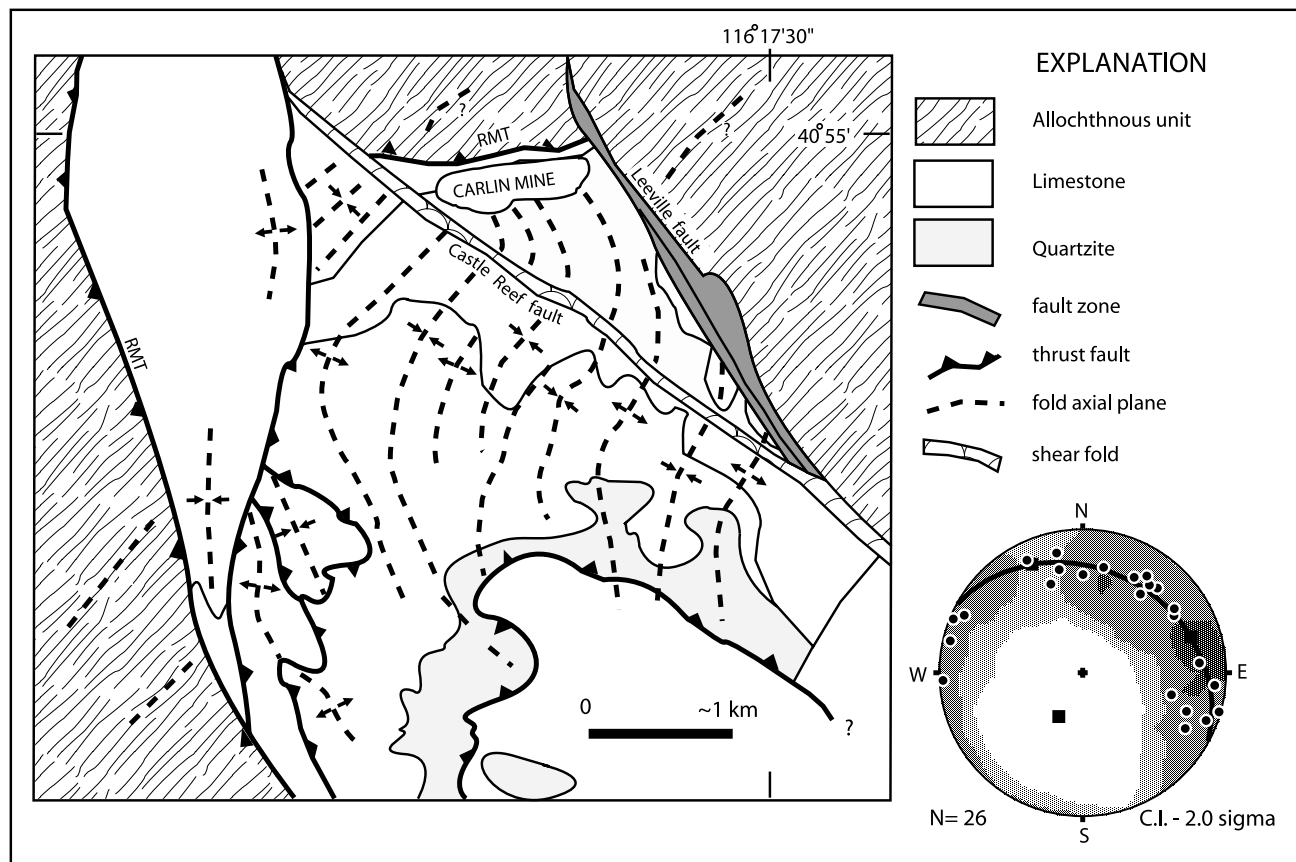 116°17'30"
EXPLANATION
?
RMT
40°55'
?
Allochthnous unit
CARLIN MINE
Leeville fault
Limestone
Castle Reef fault
Quartzite
fault zone
RMT
thrust fault
fold axial plane
shear fold
N
W
E
0
~1 km
?
N= 26
S
C.I. - 2.0 sigma